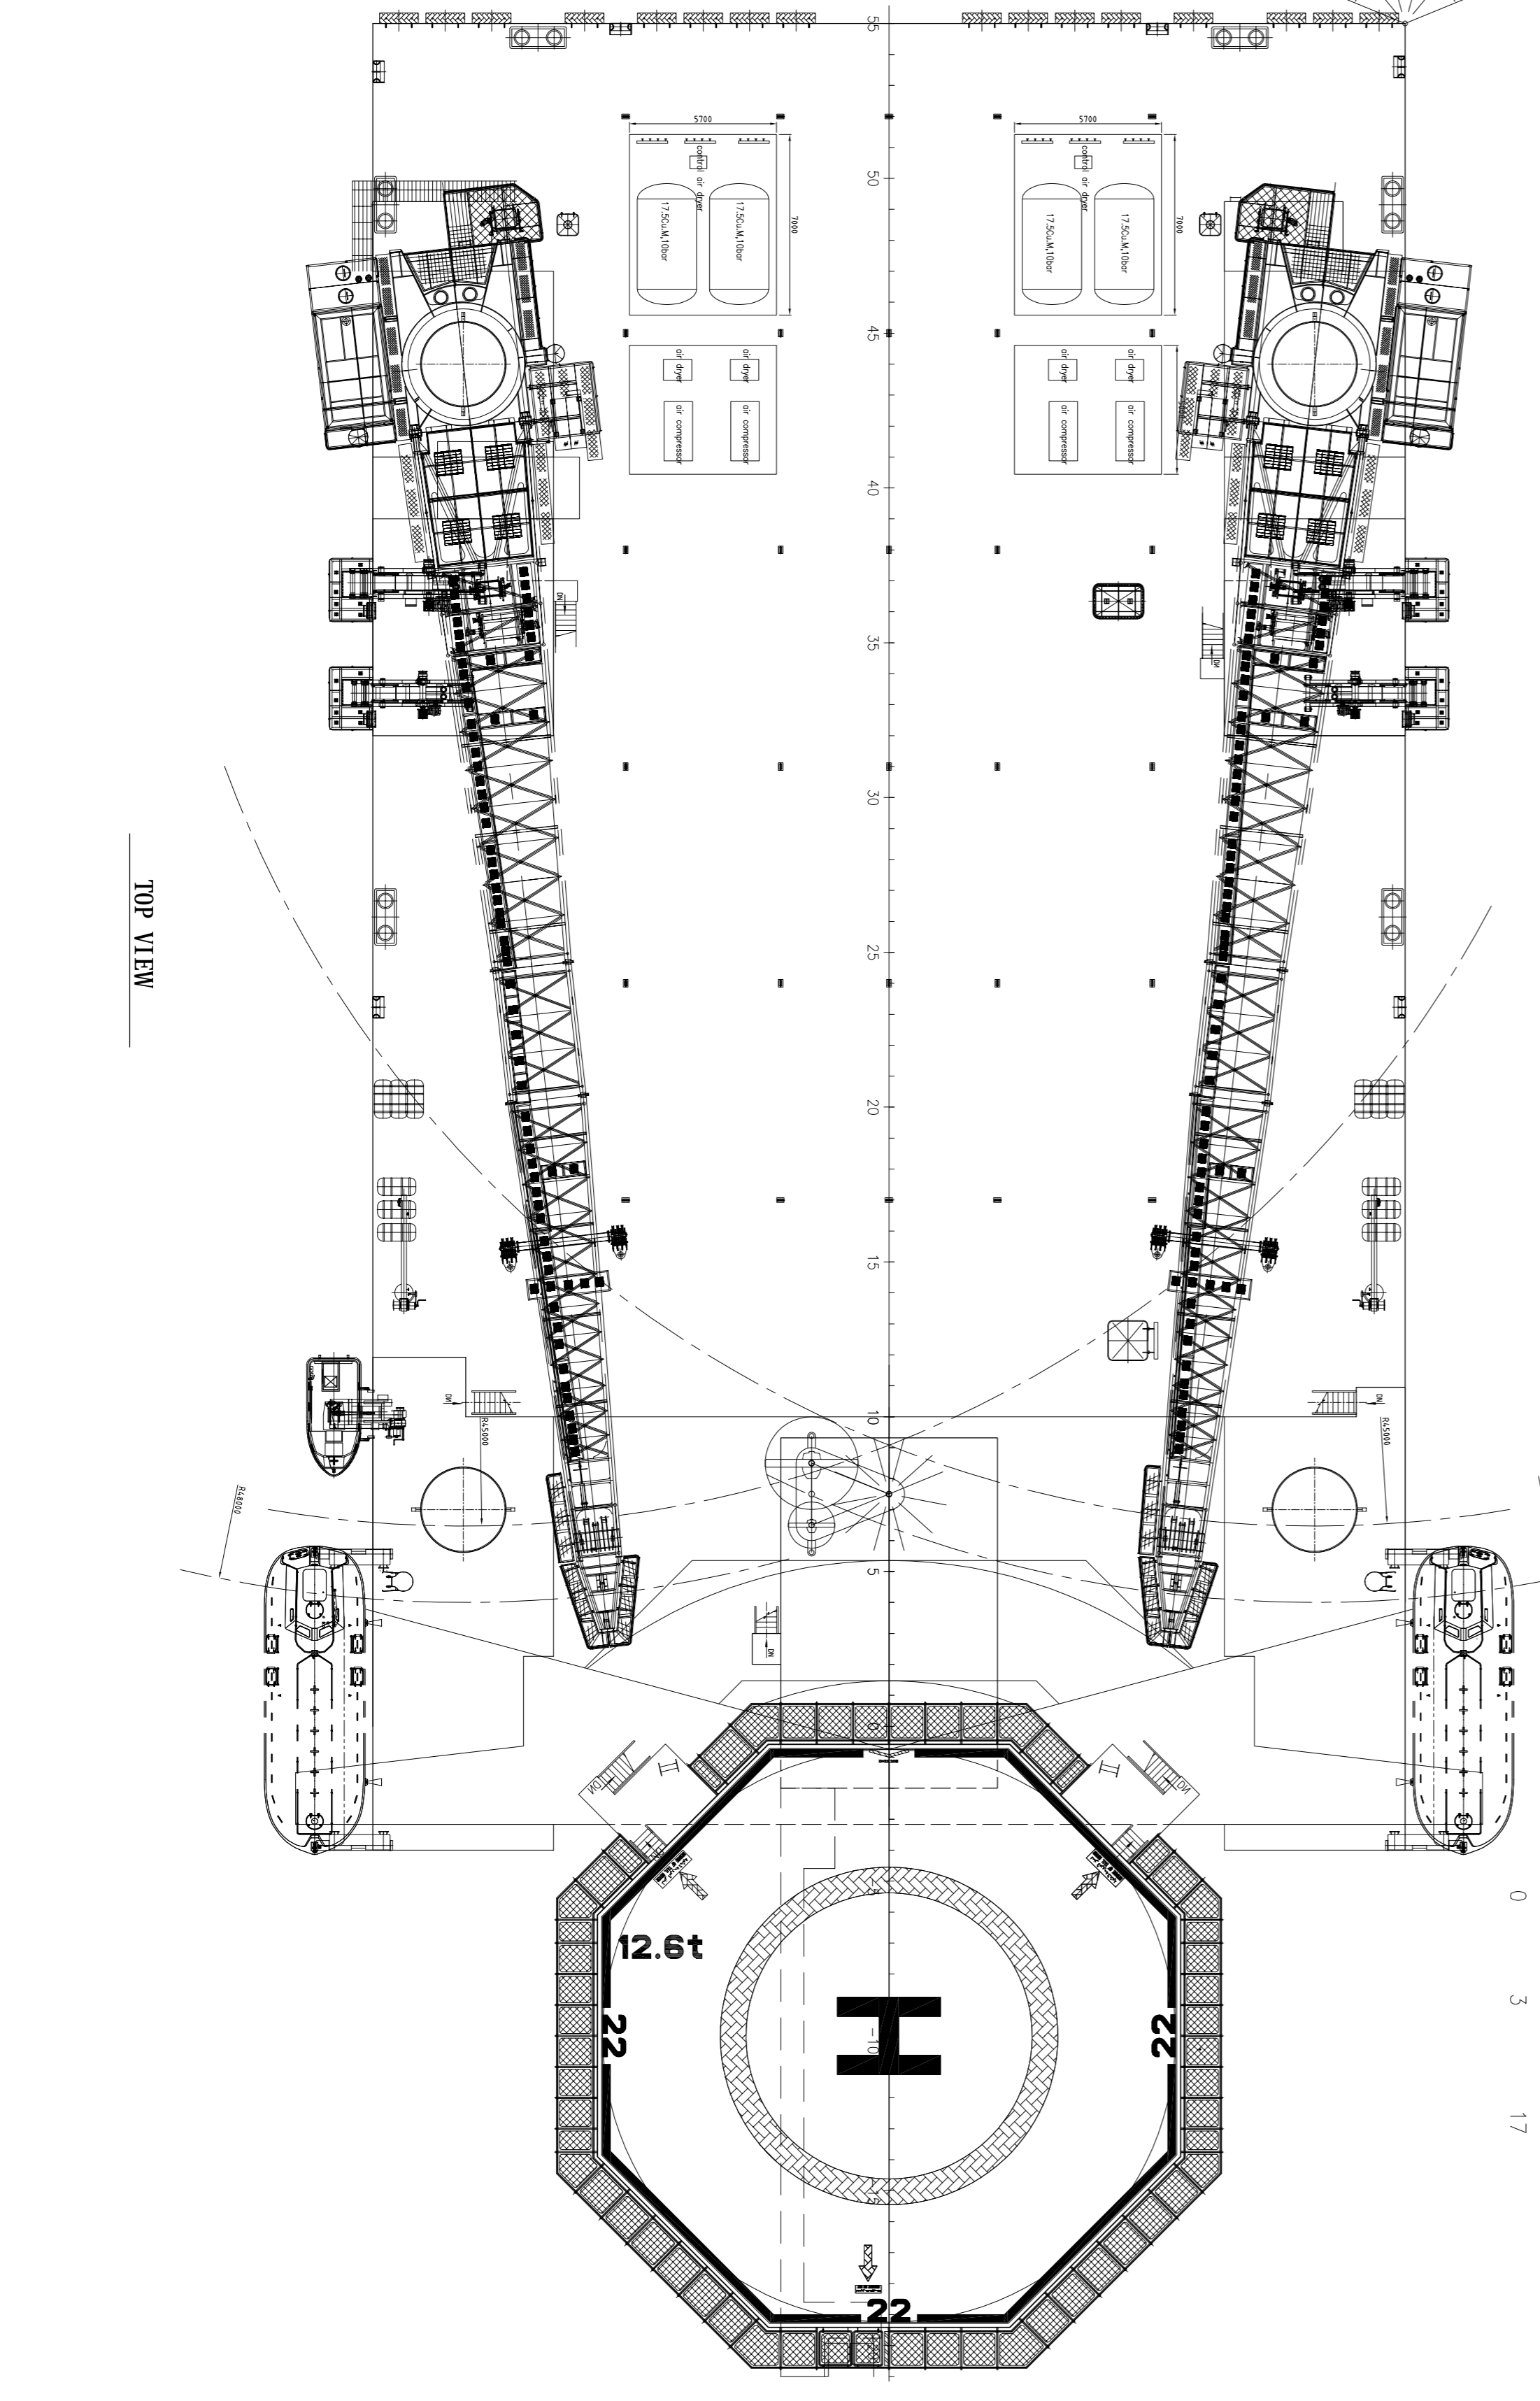 55
5700
5700
control air dryer
control air dryer
17.5Cu.M,10bar
17.5Cu.M,10bar
17.5Cu.M,10bar
17.5Cu.M,10bar
7000
7000
50
45
air dryer
air dryer
air dryer
air dryer
air compressor
air compressor
air compressor
air compressor
40
DN
35
DN
30
TOP VIEW
25
20
15
DN
DN
10
R45000
R45000
R48000
5
DN
0
DN
DN
0
12.6t
3
22
H
22
-10
17
22